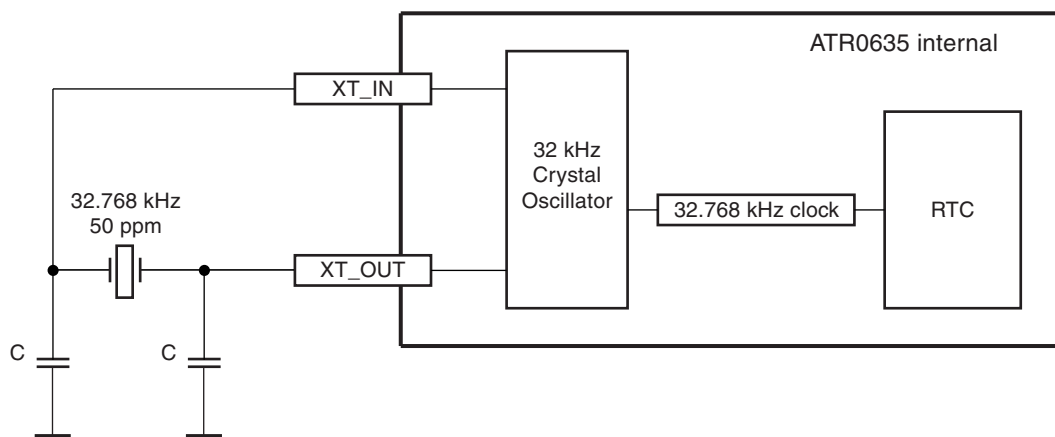 ATR0635 internal
XT_IN
32 kHz
Crystal
Oscillator
32.768 kHz
50 ppm
32.768 kHz clock
RTC
XT_OUT
C
C